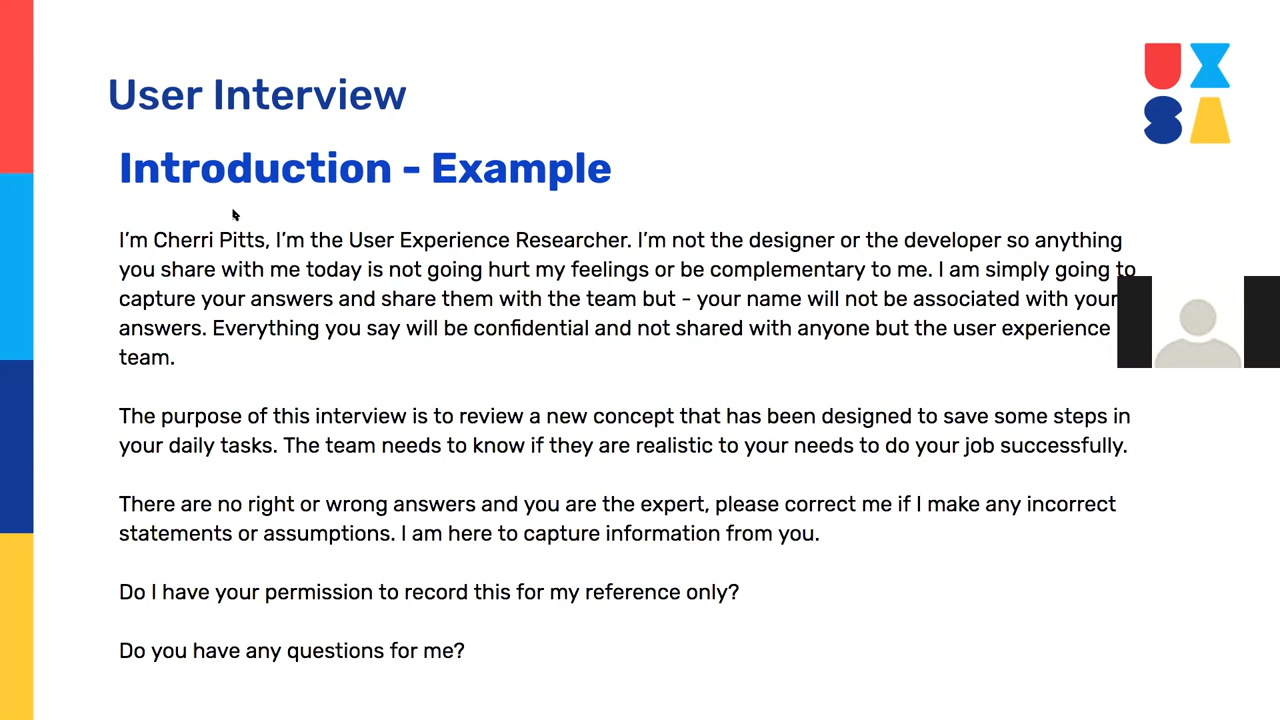 User Interview
UXSA
Introduction - Example
I'm Cherri Pitts, I'm the User Experience Researcher. I'm not the designer or the developer so anything
you share with me today is not going hurt my feelings or be complementary to me. I am simply going to
capture your answers and share them with the team but - your name will not be associated with your
answers. Everything you say will be confidential and not shared with anyone but the user experience
team.
The purpose of this interview is to review a new concept that has been designed to save some steps in
your daily tasks. The team needs to know if they are realistic to your needs to do your job successfully.
There are no right or wrong answers and you are the expert, please correct me if I make any incorrect
statements or assumptions. I am here to capture information from you.
Do I have your permission to record this for my reference only?
Do you have any questions for me?